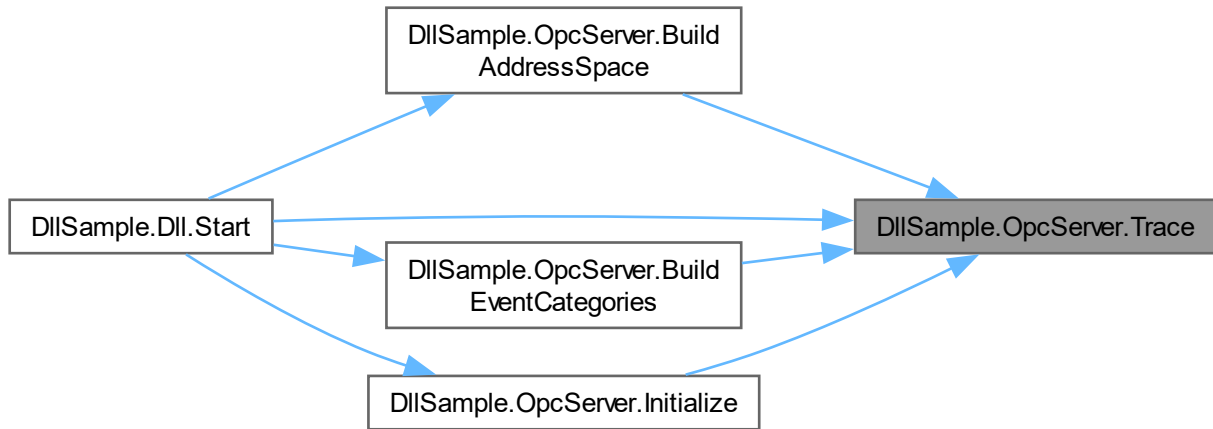 DllSample.OpcServer.Build
AddressSpace
DllSample.Dll.Start
DllSample.OpcServer.Trace
DllSample.OpcServer.Build
EventCategories
DllSample.OpcServer.Initialize